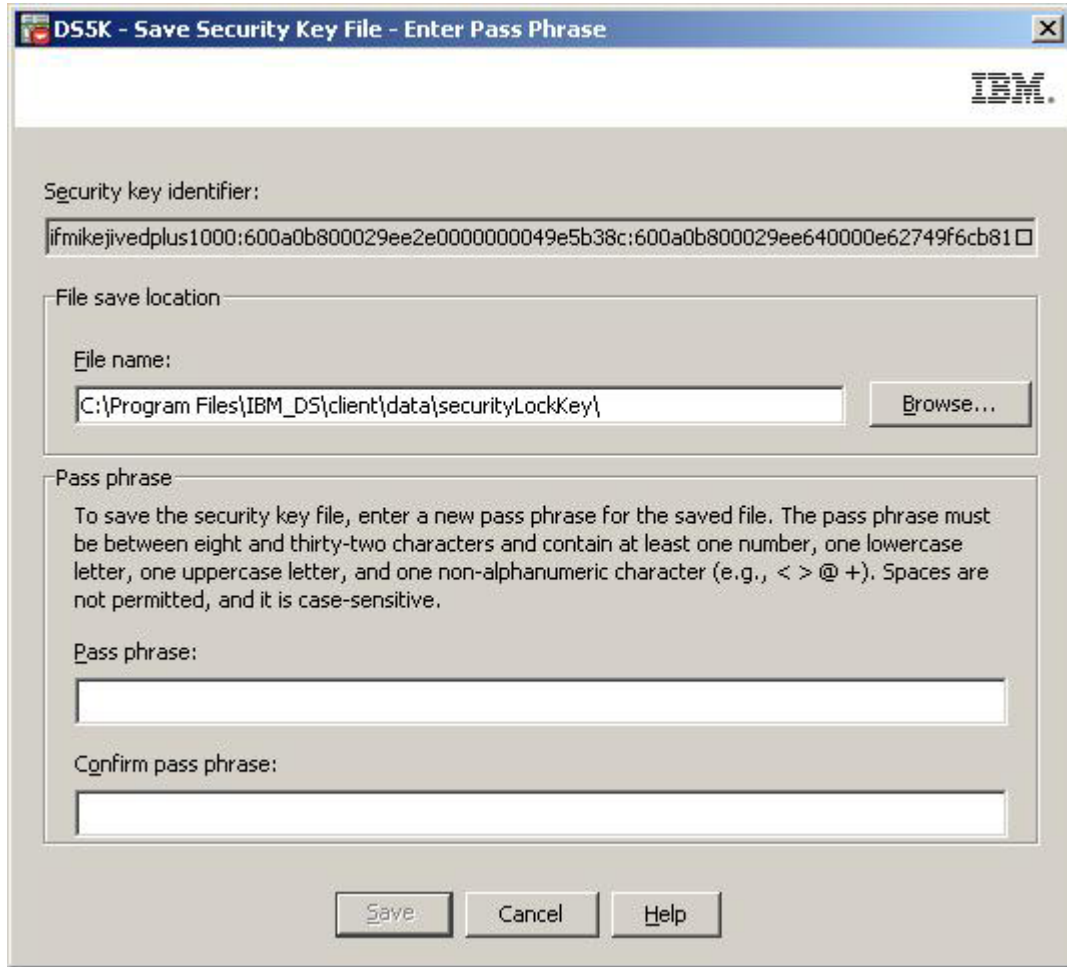 DS5K - Save Security Key File - Enter Pass Phrase
IBM.
Security key identifier:
ifmikejivedplus1000:600a0b800029ee2e0000000049e5b38c:600a0b800029ee640000e62749f6cb81□
File save location
File name:
C:\Program Files\IBM_DS\client\data\securityLockKey\
Browse...
Pass phrase
To save the security key file, enter a new pass phrase for the saved file. The pass phrase must
be between eight and thirty-two characters and contain at least one number, one lowercase
letter, one uppercase letter, and one non-alphanumeric character (e.g., < > @ +). Spaces are
not permitted, and it is case-sensitive.
Pass phrase:
Confirm pass phrase:
Save
Cancel
Help